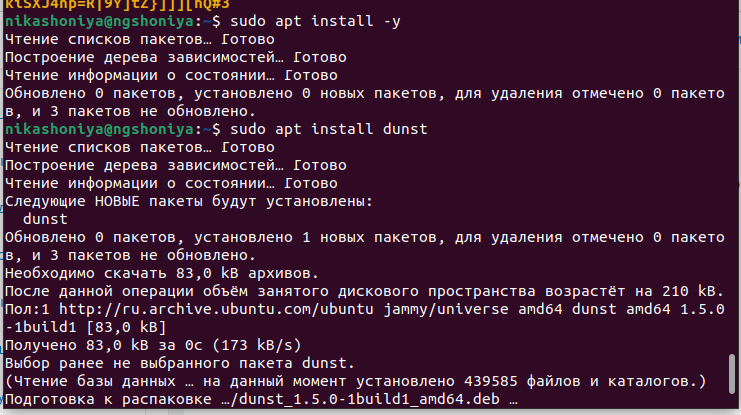 nikashoniya@ngshoniya:~$ sudo apt install -y
Чтение списков пакетов… Готово
Построение дерева зависимостей… Готово
Чтение информации о состоянии… Готово
Обновлено 0 пакетов, установлено 0 новых пакетов, для удаления отмечено 0 пакето
в, и 3 пакетов не обновлено.
nikashoniya@ngshoniya:~$ sudo apt install dunst
Чтение списков пакетов… Готово
Построение дерева зависимостей… Готово
Чтение информации о состоянии… Готово
Следующие НОВЫЕ пакеты будут установлены:
  dunst
Обновлено 0 пакетов, установлено 1 новых пакетов, для удаления отмечено 0 пакето
в, и 3 пакетов не обновлено.
Необходимо скачать 83,0 kB архивов.
После данной операции объём занятого дискового пространства возрастёт на 210 kB.
Пол:1 http://ru.archive.ubuntu.com/ubuntu jammy/universe amd64 dunst amd64 1.5.0
-1build1 [83,0 kB]
Получено 83,0 kB за 0с (173 kB/s)
Выбор ранее не выбранного пакета dunst.
(Чтение базы данных … на данный момент установлено 439585 файлов и каталогов.)
Подготовка к распаковке …/dunst_1.5.0-1build1_amd64.deb …